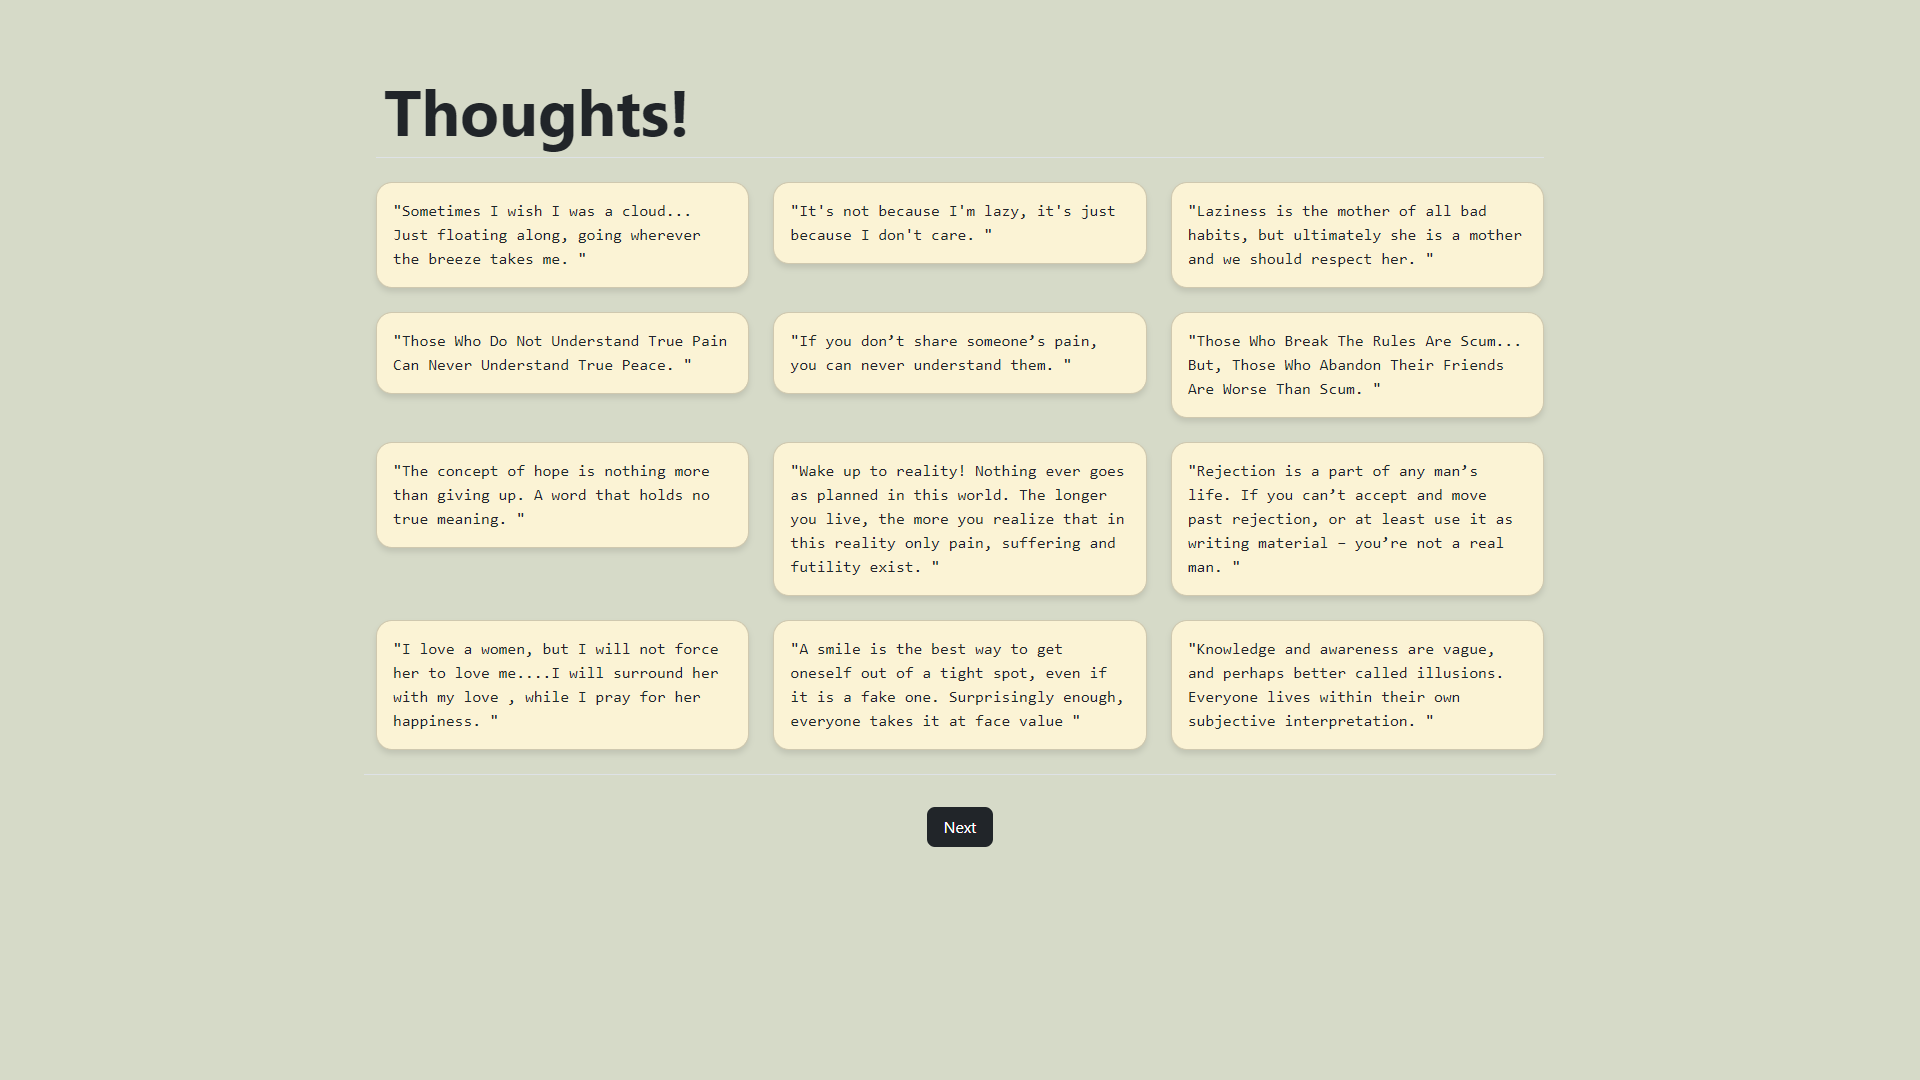 Thoughts!
"Sometimes I wish I was a cloud...
Just floating along, going wherever
the breeze takes me. "
"It's not because I'm lazy, it's just
because I don't care. "
"Laziness is the mother of all bad
habits, but ultimately she is a mother
and we should respect her. "
"Those Who Do Not Understand True Pain
Can Never Understand True Peace. "
"If you don’t share someone’s pain,
you can never understand them. "
"Those Who Break The Rules Are Scum...
But, Those Who Abandon Their Friends
Are Worse Than Scum. "
"The concept of hope is nothing more
than giving up. A word that holds no
true meaning. "
"Wake up to reality! Nothing ever goes
as planned in this world. The longer
you live, the more you realize that in
this reality only pain, suffering and
futility exist. "
"Rejection is a part of any man’s
life. If you can’t accept and move
past rejection, or at least use it as
writing material – you’re not a real
man. "
"I love a women, but I will not force
her to love me....I will surround her
with my love , while I pray for her
happiness. "
"A smile is the best way to get
oneself out of a tight spot, even if
it is a fake one. Surprisingly enough,
everyone takes it at face value "
"Knowledge and awareness are vague,
and perhaps better called illusions.
Everyone lives within their own
subjective interpretation. "
Next